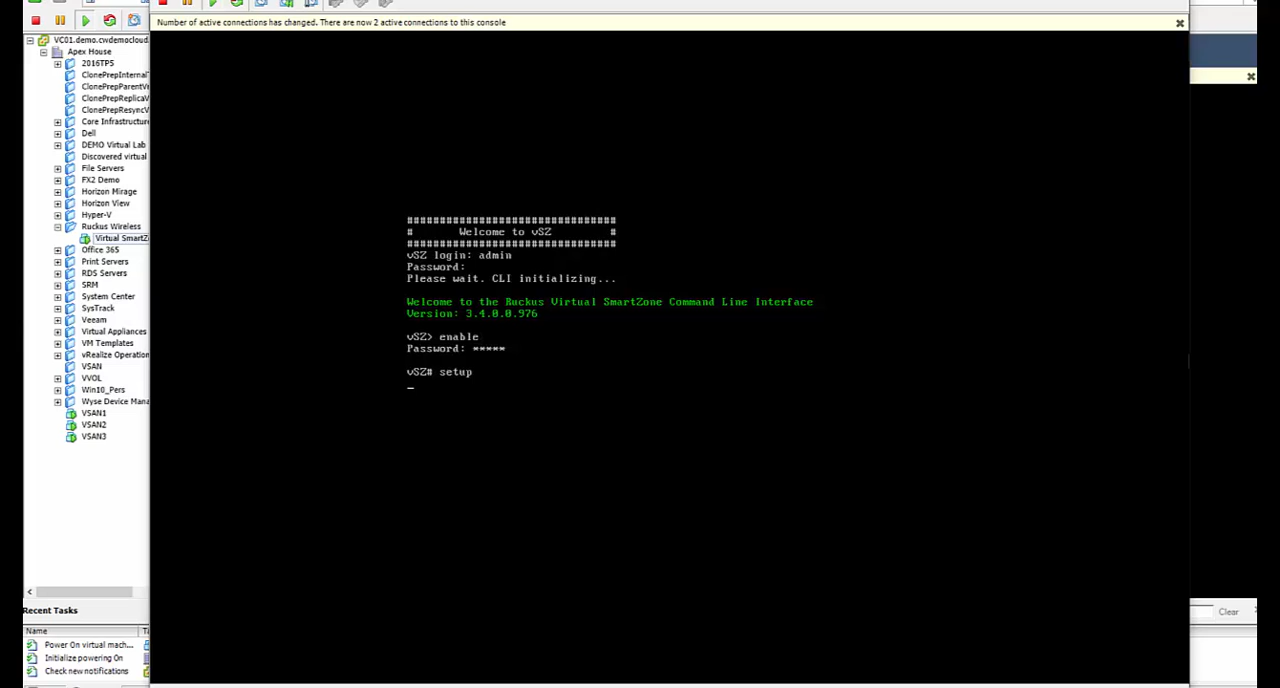 Number of active connections has changed. There are now 2 active connections to this console
VC01.demo.cwdemocloud.
Apex House
2016TP5
ClonePrepInternal
ClonePrepParentV
ClonePrepReplicaV
ClonePrepResyncV
Core Infrastructure
Dell
DEMO Virtual Lab
Discovered virtual
File Servers
FX2 Demo
Horizon Mirage
Horizon View
Hyper-V
Ruckus Wireless
Virtual SmartZ
Office 365
Print Servers
RDS Servers
SRM
System Center
SysTrack
Veeam
Virtual Appliances
VM Templates
vRealize Operation
VSAN
VVOL
Win10_Pers
Wyse Device Mana
VSAN1
VSAN2
VSAN3
################################
# Welcome to vSZ #
################################
vSZ login: admin
Password:
Please wait. CLI initializing...
Welcome to the Ruckus Virtual SmartZone Command Line Interface
Version: 3.4.0.0.976
vSZ> enable
Password: *****
vSZ# setup
_
Recent Tasks
Clear
Name
Power On virtual mach...
Initialize powering On
Check new notifications